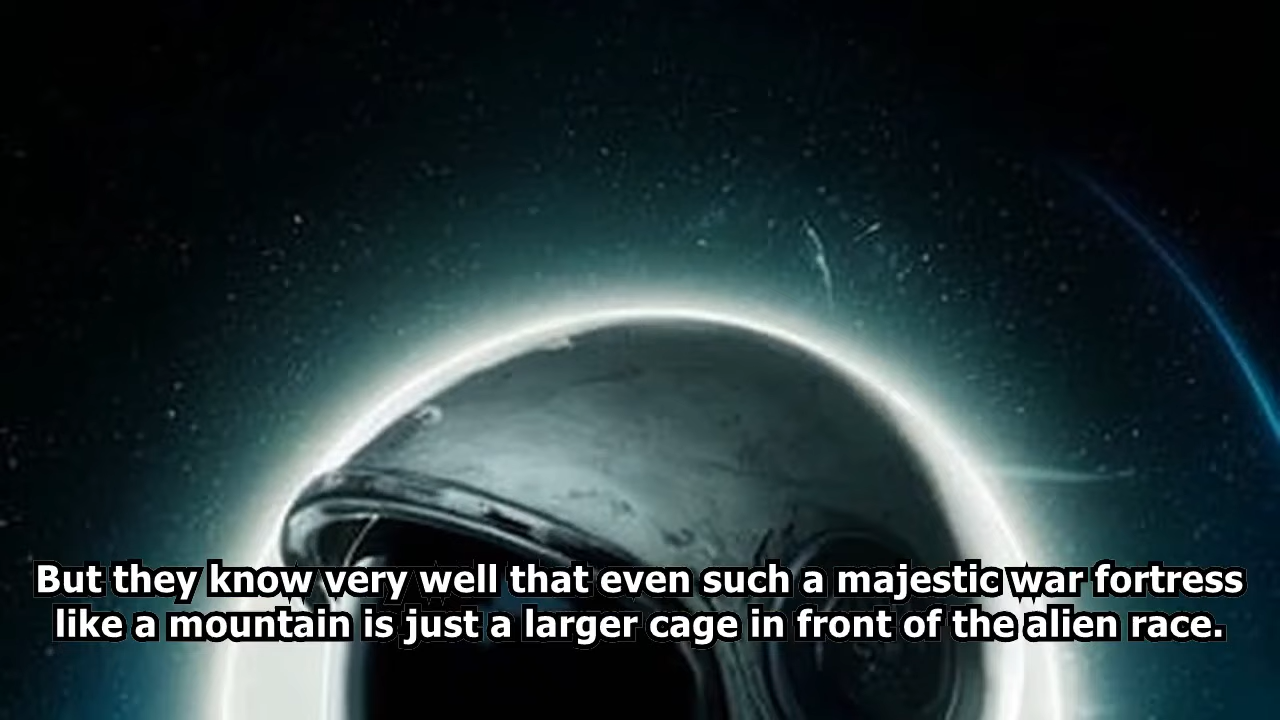 But they know very well that even such a majestic war fortress
like a mountain is just a larger cage in front of the alien race.